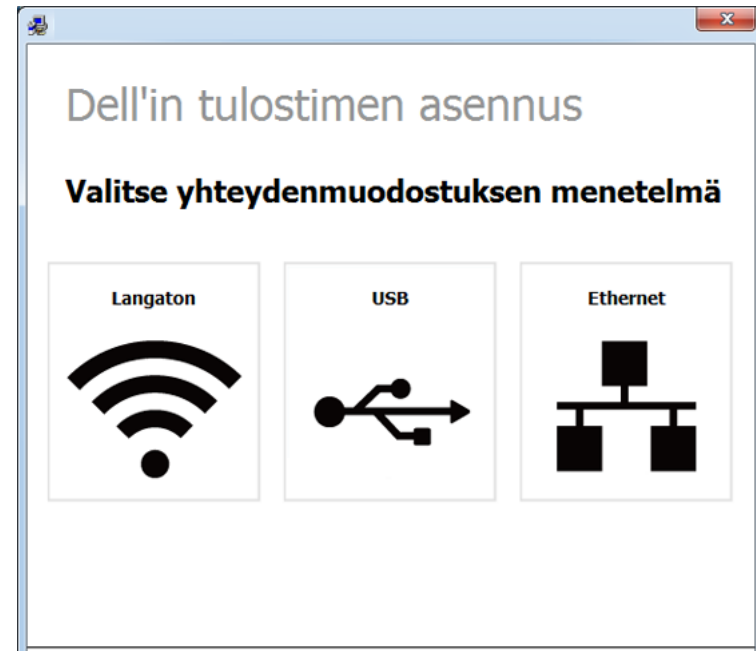 Dell'in tulostimen asennus
Valitse yhteydenmuodostuksen menetelmä
Langaton
USB
Ethernet